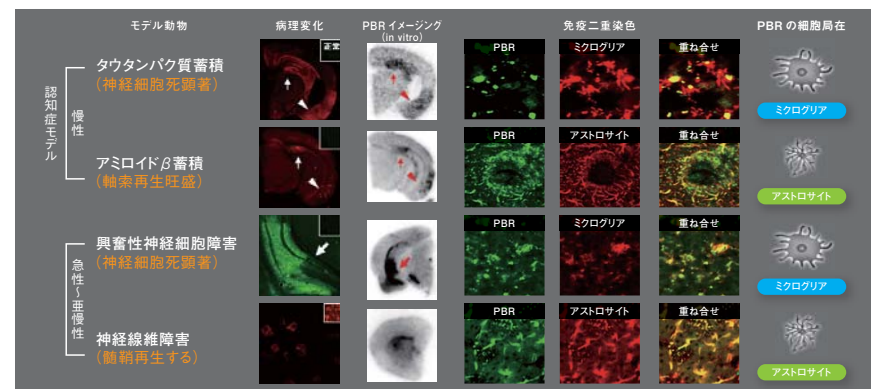 モデル動物
病理変化
PBRイメージング
(in vitro)
免疫二重染色
PBRの細胞局在
認知症モデル
慢性
タウタンパク質蓄積
(神経細胞死顕著)
正常
PBR
ミクログリア
重ね合せ
ミクログリア
アミロイドβ蓄積
(軸索再生旺盛)
PBR
アストロサイト
重ね合せ
アストロサイト
急性〜亜慢性
興奮性神経細胞障害
(神経細胞死顕著)
PBR
ミクログリア
重ね合せ
ミクログリア
神経線維障害
(髄鞘再生する)
PBR
アストロサイト
重ね合せ
アストロサイト